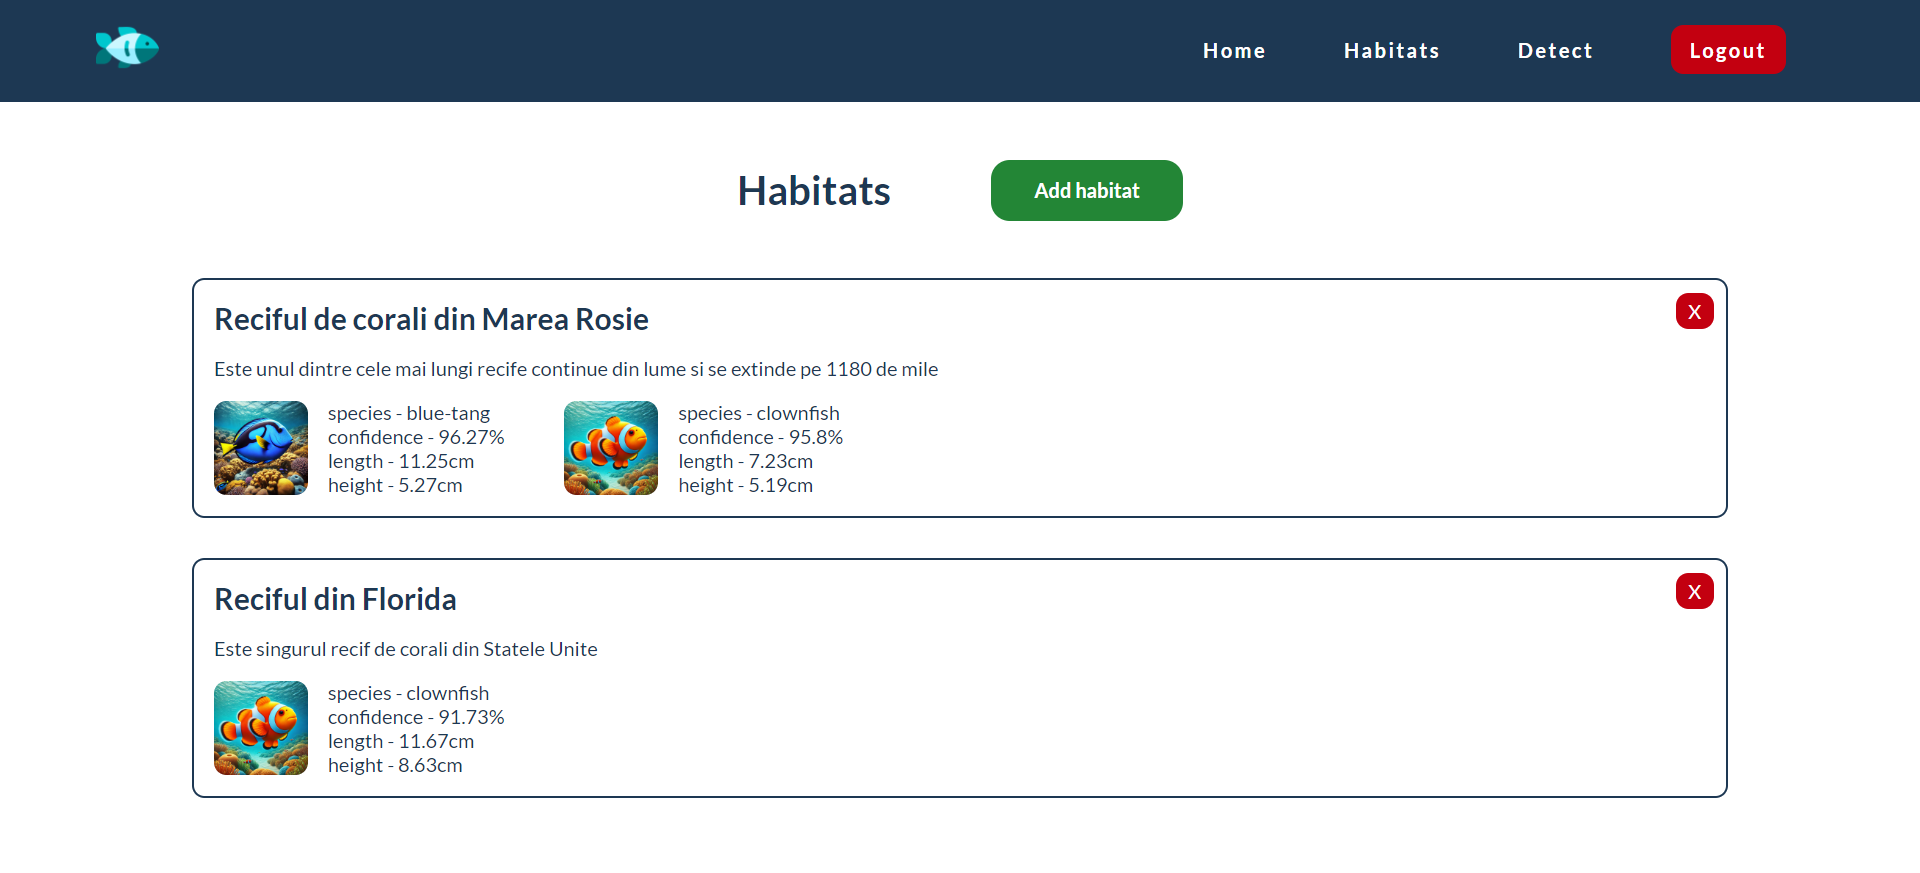 Home Habitats Detect Logout
Habitats Add habitat
Reciful de corali din Marea Rosie X
Este unul dintre cele mai lungi recife continue din lume si se extinde pe 1180 de mile
species - blue-tang
confidence - 96.27%
length - 11.25cm
height - 5.27cm
species - clownfish
confidence - 95.8%
length - 7.23cm
height - 5.19cm
Reciful din Florida X
Este singurul recif de corali din Statele Unite
species - clownfish
confidence - 91.73%
length - 11.67cm
height - 8.63cm